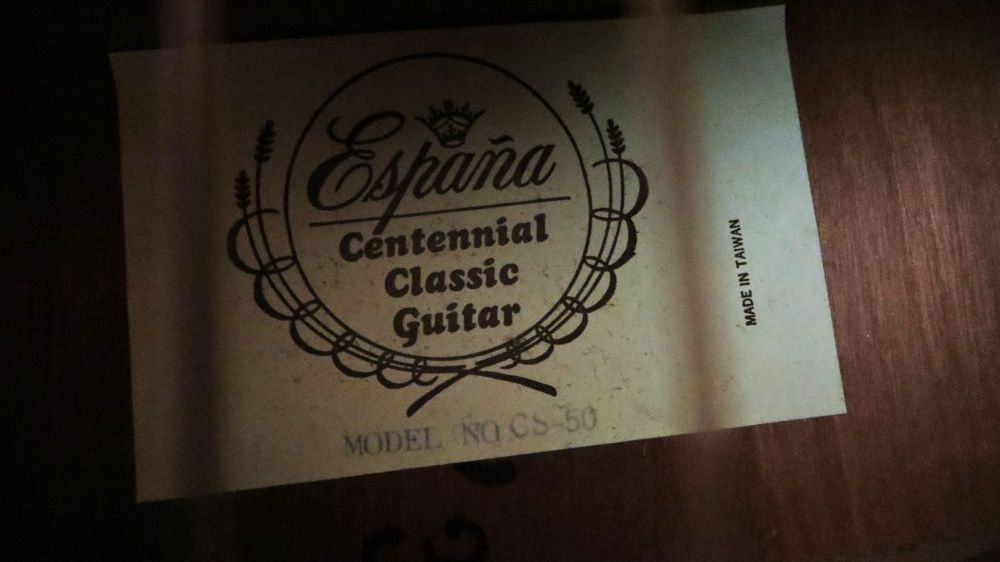 España
Centennial
Classic
Guitar
MODEL NO CS-50
MADE IN TAIWAN